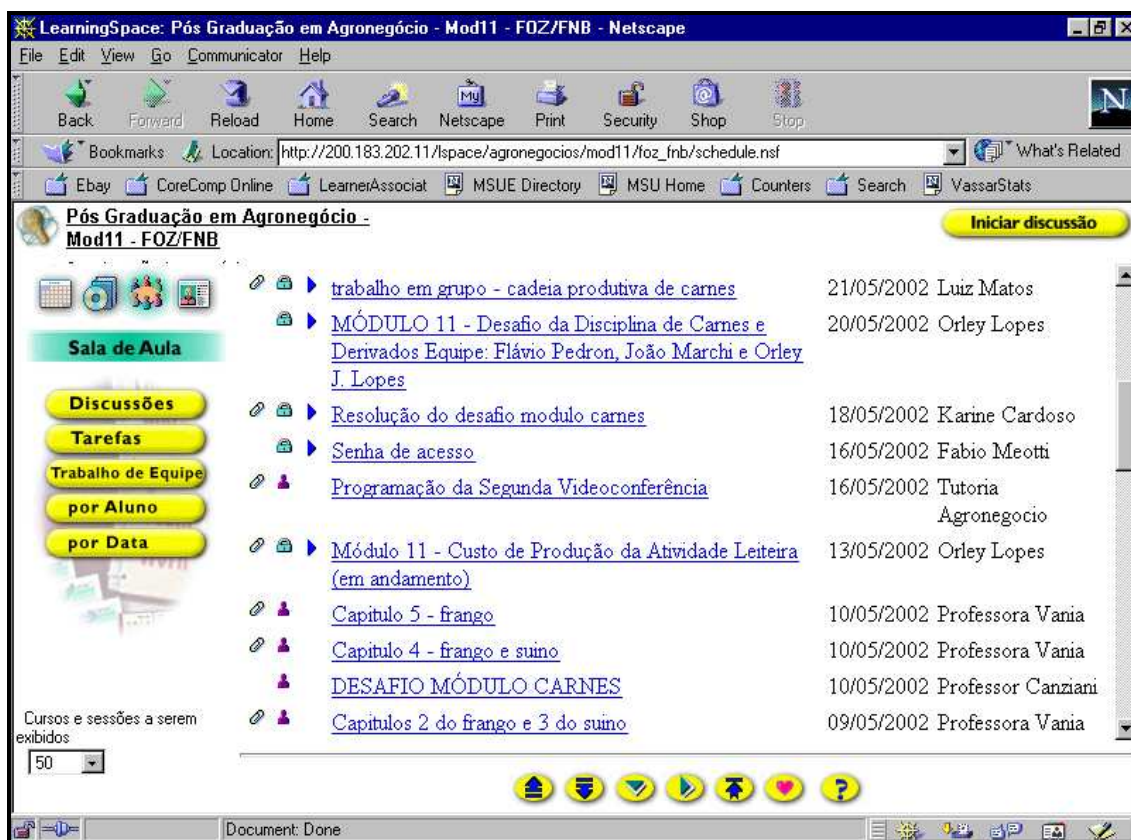 LearningSpace: Pós Graduação em Agronegócio - Mod11 - FOZ/FNB - Netscape
File Edit View Go Communicator Help
My
N
Back Forward Reload Home Search Netscape Print Security Shop Stop
Bookmarks Location: http://200.183.202.11/lspace/agronegocios/mod11/foz_fnb/schedule.nsf What's Related
Ebay CoreComp Online LearnerAssociat MSUE Directory MSU Home Counters Search VassarStats
Pós Graduação em Agronegócio -
Mod11 - FOZ/FNB
Iniciar discussão
Sala de Aula
Discussões
Tarefas
Trabalho de Equipe
por Aluno
por Data
Cursos e sessões a serem
exibidos
50
trabalho em grupo - cadeia produtiva de carnes 21/05/2002 Luiz Matos
MÓDULO 11 - Desafio da Disciplina de Carnes e 20/05/2002 Orley Lopes
Derivados Equipe: Flávio Pedron, João Marchi e Orley
J. Lopes
Resolução do desafio modulo carnes 18/05/2002 Karine Cardoso
Senha de acesso 16/05/2002 Fabio Meotti
Programação da Segunda Videoconferência 16/05/2002 Tutoria
Agronegocio
Módulo 11 - Custo de Produção da Atividade Leiteira 13/05/2002 Orley Lopes
(em andamento)
Capitulo 5 - frango 10/05/2002 Professora Vania
Capitulo 4 - frango e suino 10/05/2002 Professora Vania
DESAFIO MÓDULO CARNES 10/05/2002 Professor Canziani
Capitulos 2 do frango e 3 do suino 09/05/2002 Professora Vania
?
Document: Done